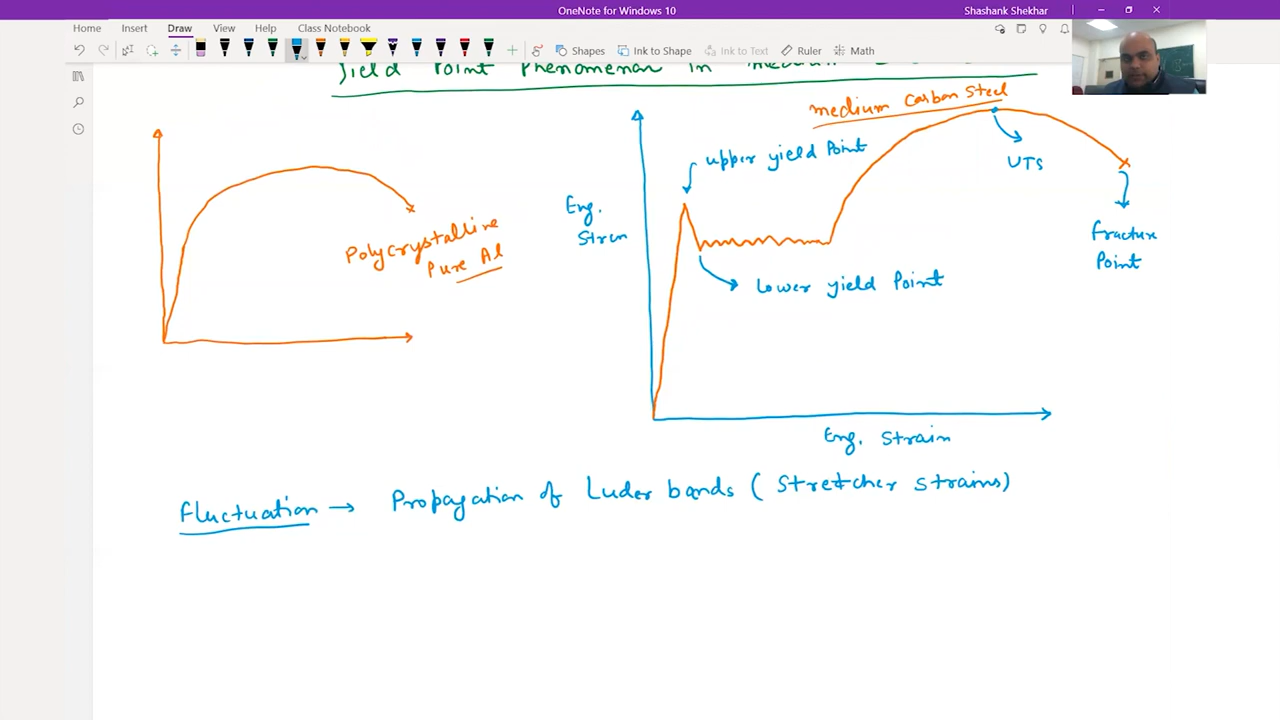 OneNote for Windows 10
Shashank Shekhar
Home Insert Draw View Help Class Notebook
Shapes Ink to Shape Ink to Text Ruler Math
Yield Point Phenomenon in medium
medium carbon steel
upper yield Point
UTS
Eng.
Stren
Polycrystalline
Pure Al
lower yield Point
fracture
Point
Eng. Strain
Fluctuation → Propagation of Luder bands ( Stretcher strains)